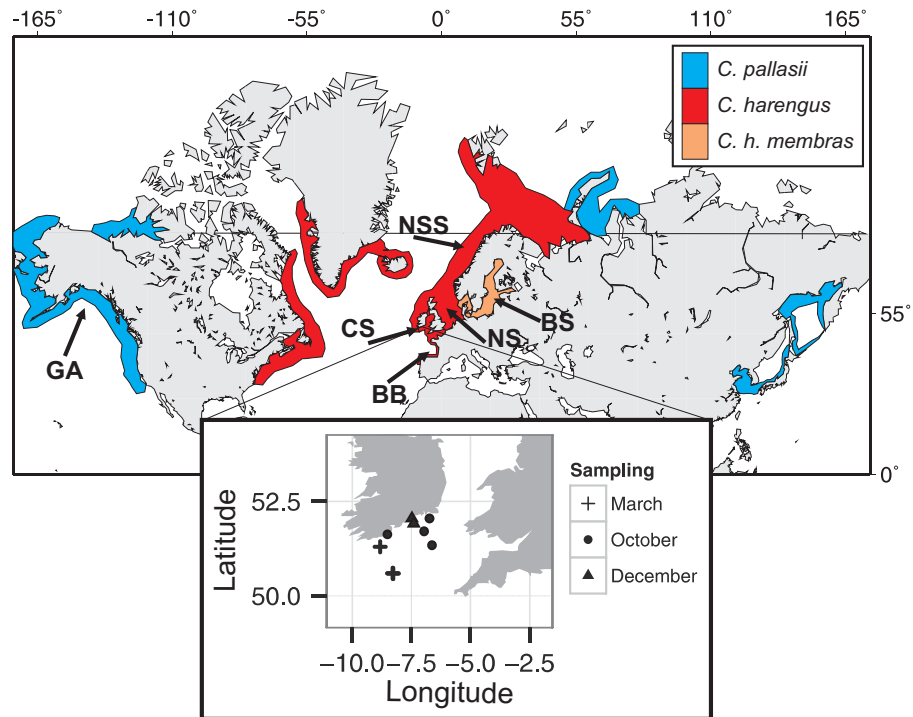 -165˚ -110˚ -55˚ 0˚ 55˚ 110˚ 165˚
C. pallasii
C. harengus
C. h. membras
NSS
CS
NS
BS
BB
GA
55˚
0˚
Latitude
52.5
50.0
−10.0 −7.5 −5.0 −2.5
Longitude
Sampling
March
October
December